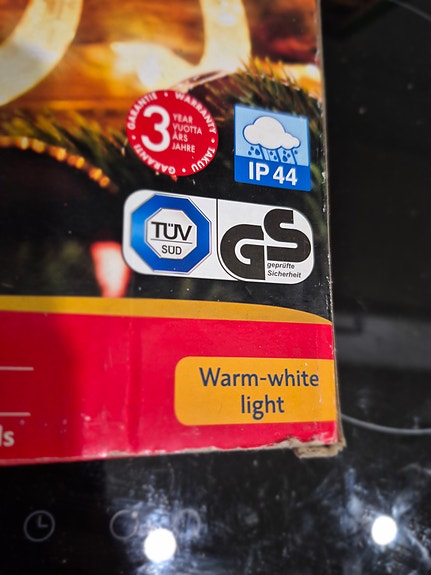 GARANTIE • WARRANTY • TAKUU • GARANTI
3
YEAR
VUOTTA
ÅRS
JAHRE
IP 44
TÜV
SÜD
GS
geprüfte
Sicherheit
Warm-white
light
ls